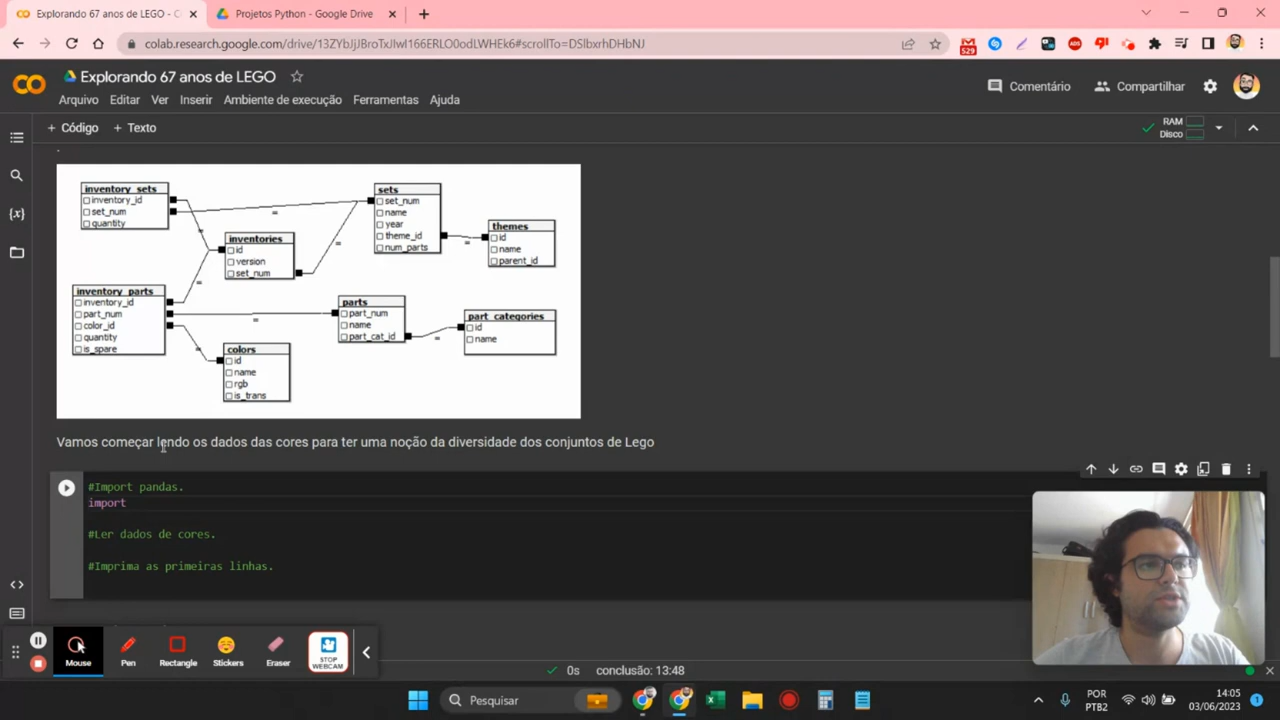 Explorando 67 anos de LEGO - C
Projetos Python - Google Drive
colab.research.google.com/drive/13ZYbJjJBroTxJIwI166ERLO0odLWHEk6#scrollTo=DSlbxrhDHbNJ
529
ABP
Explorando 67 anos de LEGO
Arquivo Editar Ver Inserir Ambiente de execução Ferramentas Ajuda
Comentário Compartilhar
+ Código + Texto
RAM
Disco
inventory_sets
inventory_id
set_num
quantity
inventories
id
version
set_num
sets
set_num
name
year
theme_id
num_parts
themes
id
name
parent_id
inventory_parts
inventory_id
part_num
color_id
quantity
is_spare
colors
id
name
rgb
is_trans
parts
part_num
name
part_cat_id
part_categories
id
name
Vamos começar lendo os dados das cores para ter uma noção da diversidade dos conjuntos de Lego
#Import pandas.
import
#Ler dados de cores.
#Imprima as primeiras linhas.
Mouse Pen Rectangle Stickers Eraser STOP WEBCAM
0s conclusão: 13:48
Pesquisar
POR
PTB2
14:05
03/06/2023
1